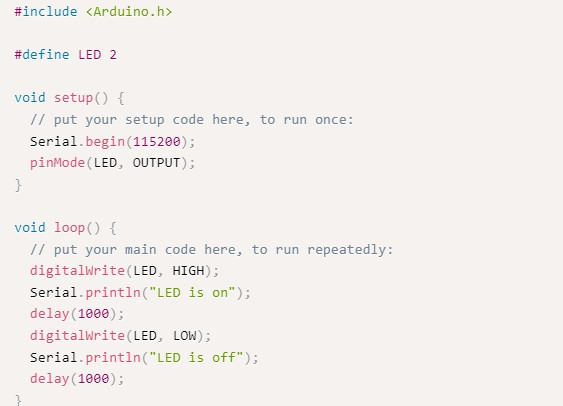 #include <Arduino.h>
#define LED 2
void setup() {
// put your setup code here, to run once:
Serial.begin(115200);
pinMode(LED, OUTPUT);
}
void loop() {
// put your main code here, to run repeatedly:
digitalWrite(LED, HIGH);
Serial.println("LED is on");
delay(1000);
digitalWrite(LED, LOW);
Serial.println("LED is off");
delay(1000);
}